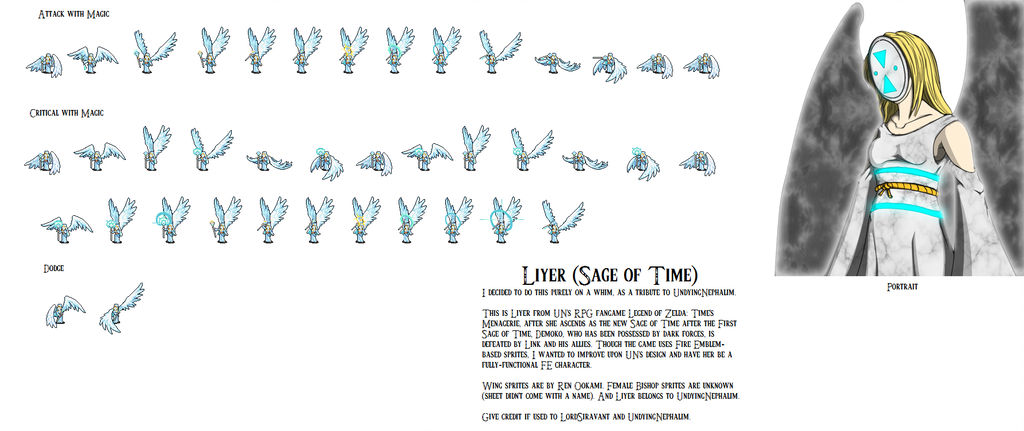 Attack with Magic
Critical with Magic
Dodge
Liyer (Sage of Time)
I decided to do this purely on a whim, as a tribute to UndyingNephalim.
This is Liyer from UN's RPG fangame Legend of Zelda: Time's
Menagerie, after she ascends as the new Sage of Time after the First
Sage of Time, Demoko, who has been possessed by dark forces, is
defeated by Link and his allies. Though the game uses Fire Emblem-
based sprites, I wanted to improve upon UN's design and have her be a
fully-functional FE character.
Wing sprites are by Ren Ookami. Female Bishop sprites are unknown
(sheet didn't come with a name). And Liyer belongs to UndyingNephalim.
Give credit if used to LordSiravant and UndyingNephalim.
Portrait